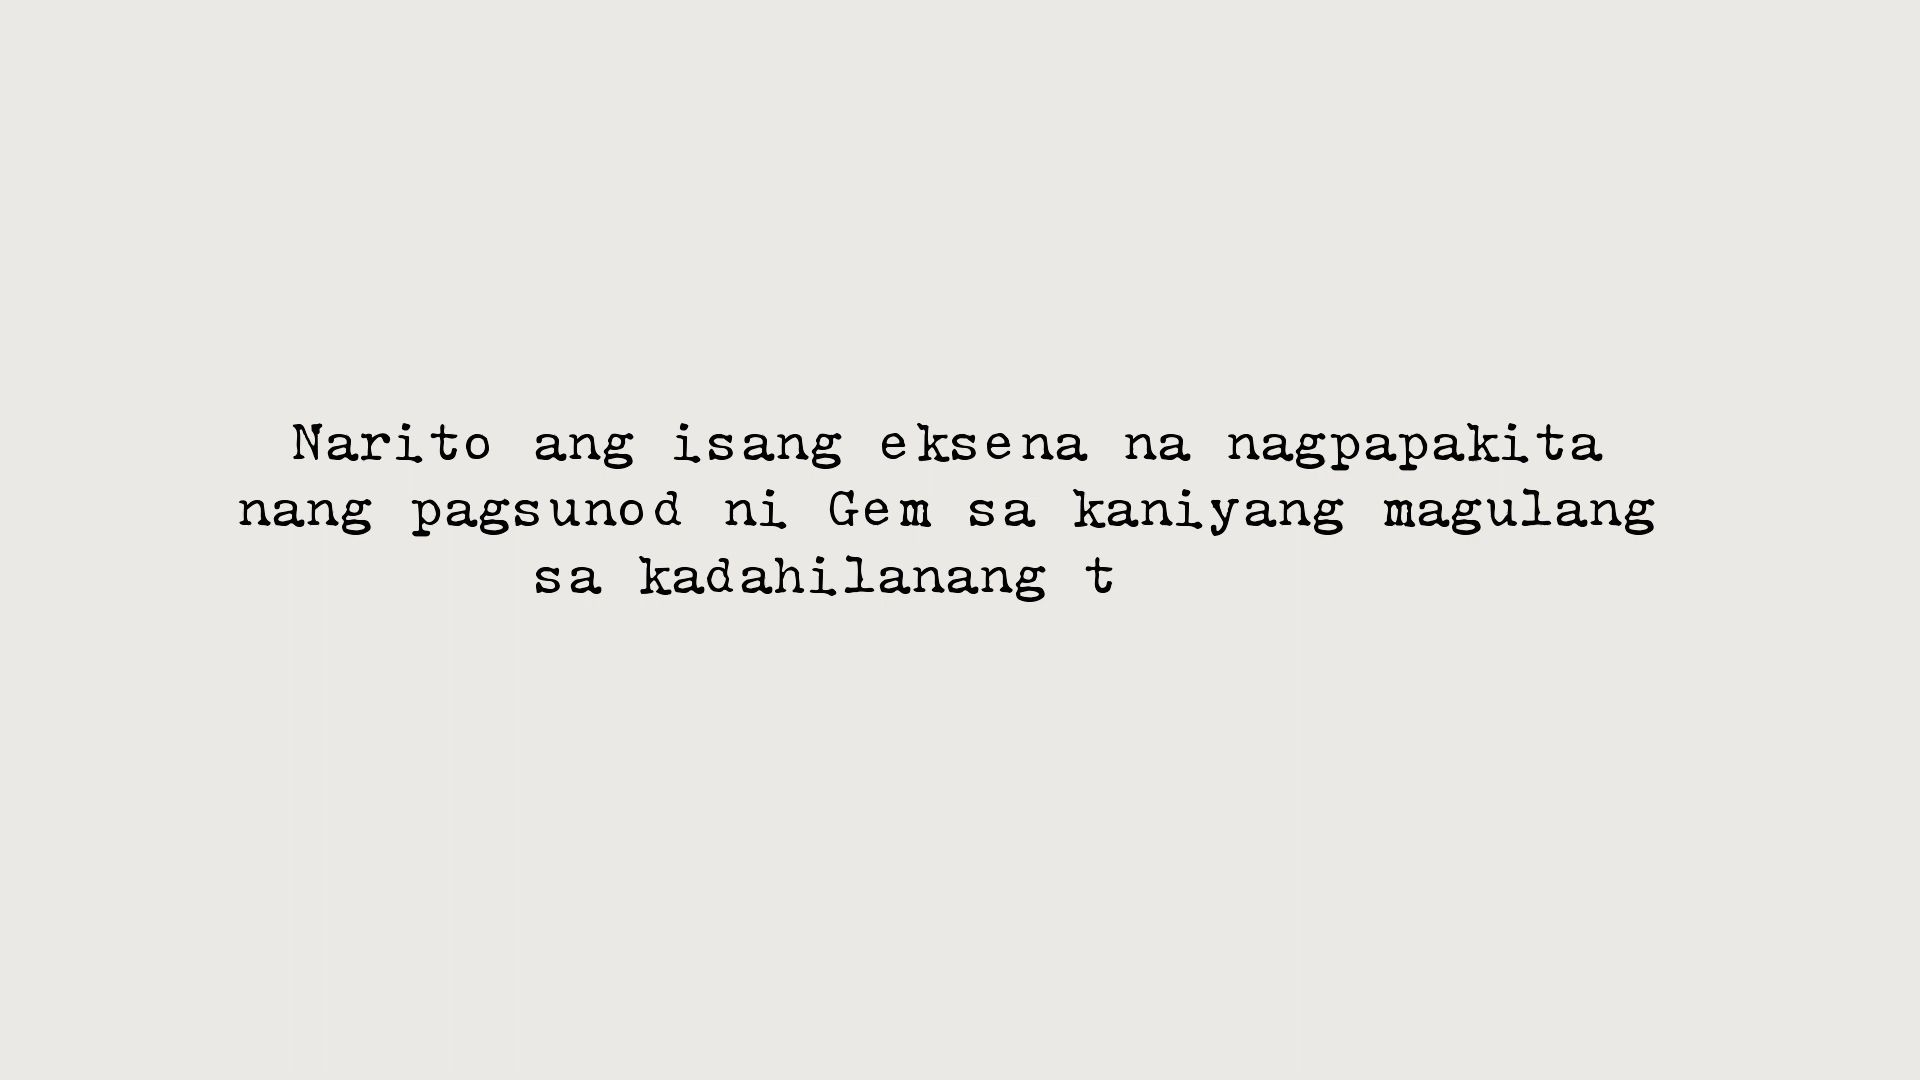 Narito ang isang eksena na nagpapakita
nang pagsunod ni Gem sa kaniyang magulang
sa kadahilanang t